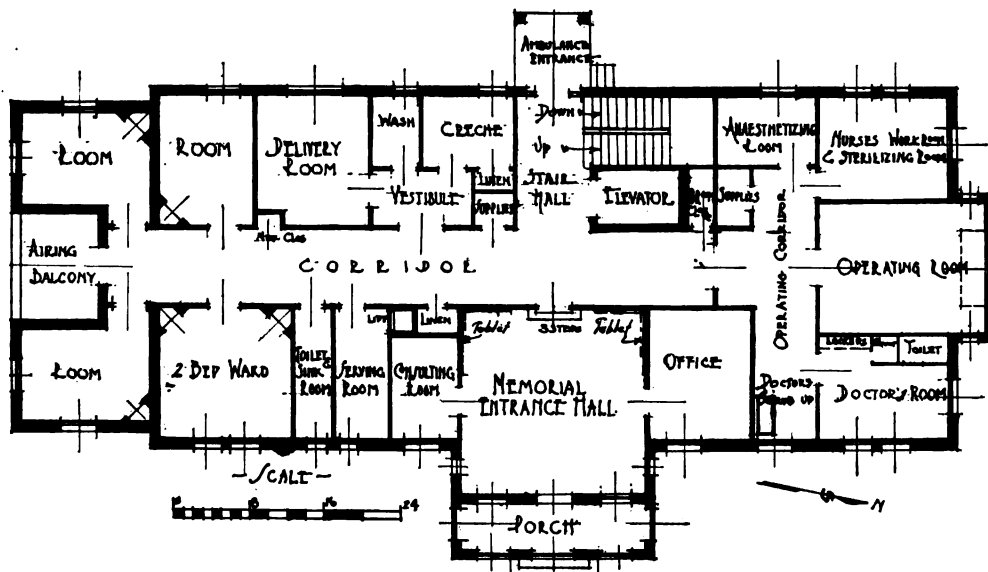 AMBULANCE
ENTRANCE
DOWN
UP
STAIR
HALL
ROOM
ROOM
DELIVERY
ROOM
WASH
CRECHE
VESTIBULE
LINEN
SUPPLIES
ELEVATOR
SUPPLIES
ANAESTHETIZING
ROOM
NURSES WORKROOM
& STERILIZING ROOM
AIRING
BALCONY
CORRIDOR
OPERATING CORRIDOR
OPERATING ROOM
ROOM
2 BED WARD
TOILET
SINK
ROOM
SERVING
ROOM
LIFT
LINEN
CONSULTING
ROOM
Tablet
3 STEPS
Tablet
MEMORIAL
ENTRANCE HALL
OFFICE
DOCTORS
SCRUB UP
LOCKERS
TOILET
DOCTOR'S ROOM
PORCH
-SCALE-
0 8 16 24
S N